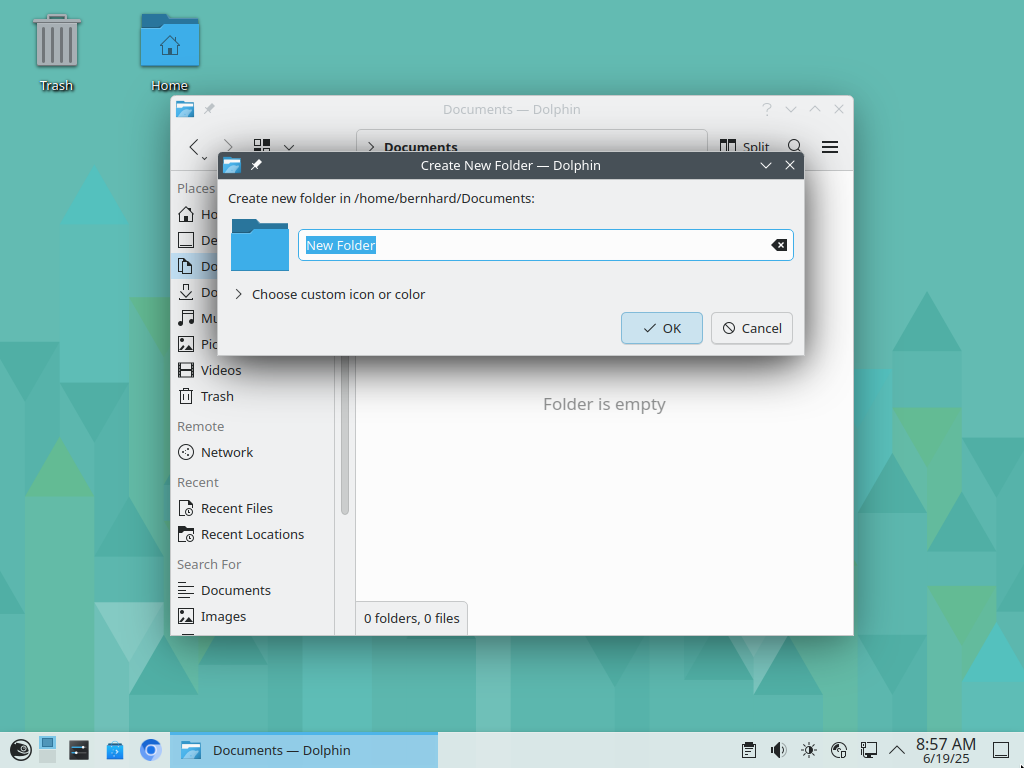 Trash
Home
Documents — Dolphin
Documents
Split
Create New Folder — Dolphin
Create new folder in /home/bernhard/Documents:
New Folder
Choose custom icon or color
OK
Cancel
Places
Ho
De
Do
Do
Mu
Pic
Videos
Trash
Remote
Network
Recent
Recent Files
Recent Locations
Search For
Documents
Images
Folder is empty
0 folders, 0 files
Documents — Dolphin
8:57 AM
6/19/25